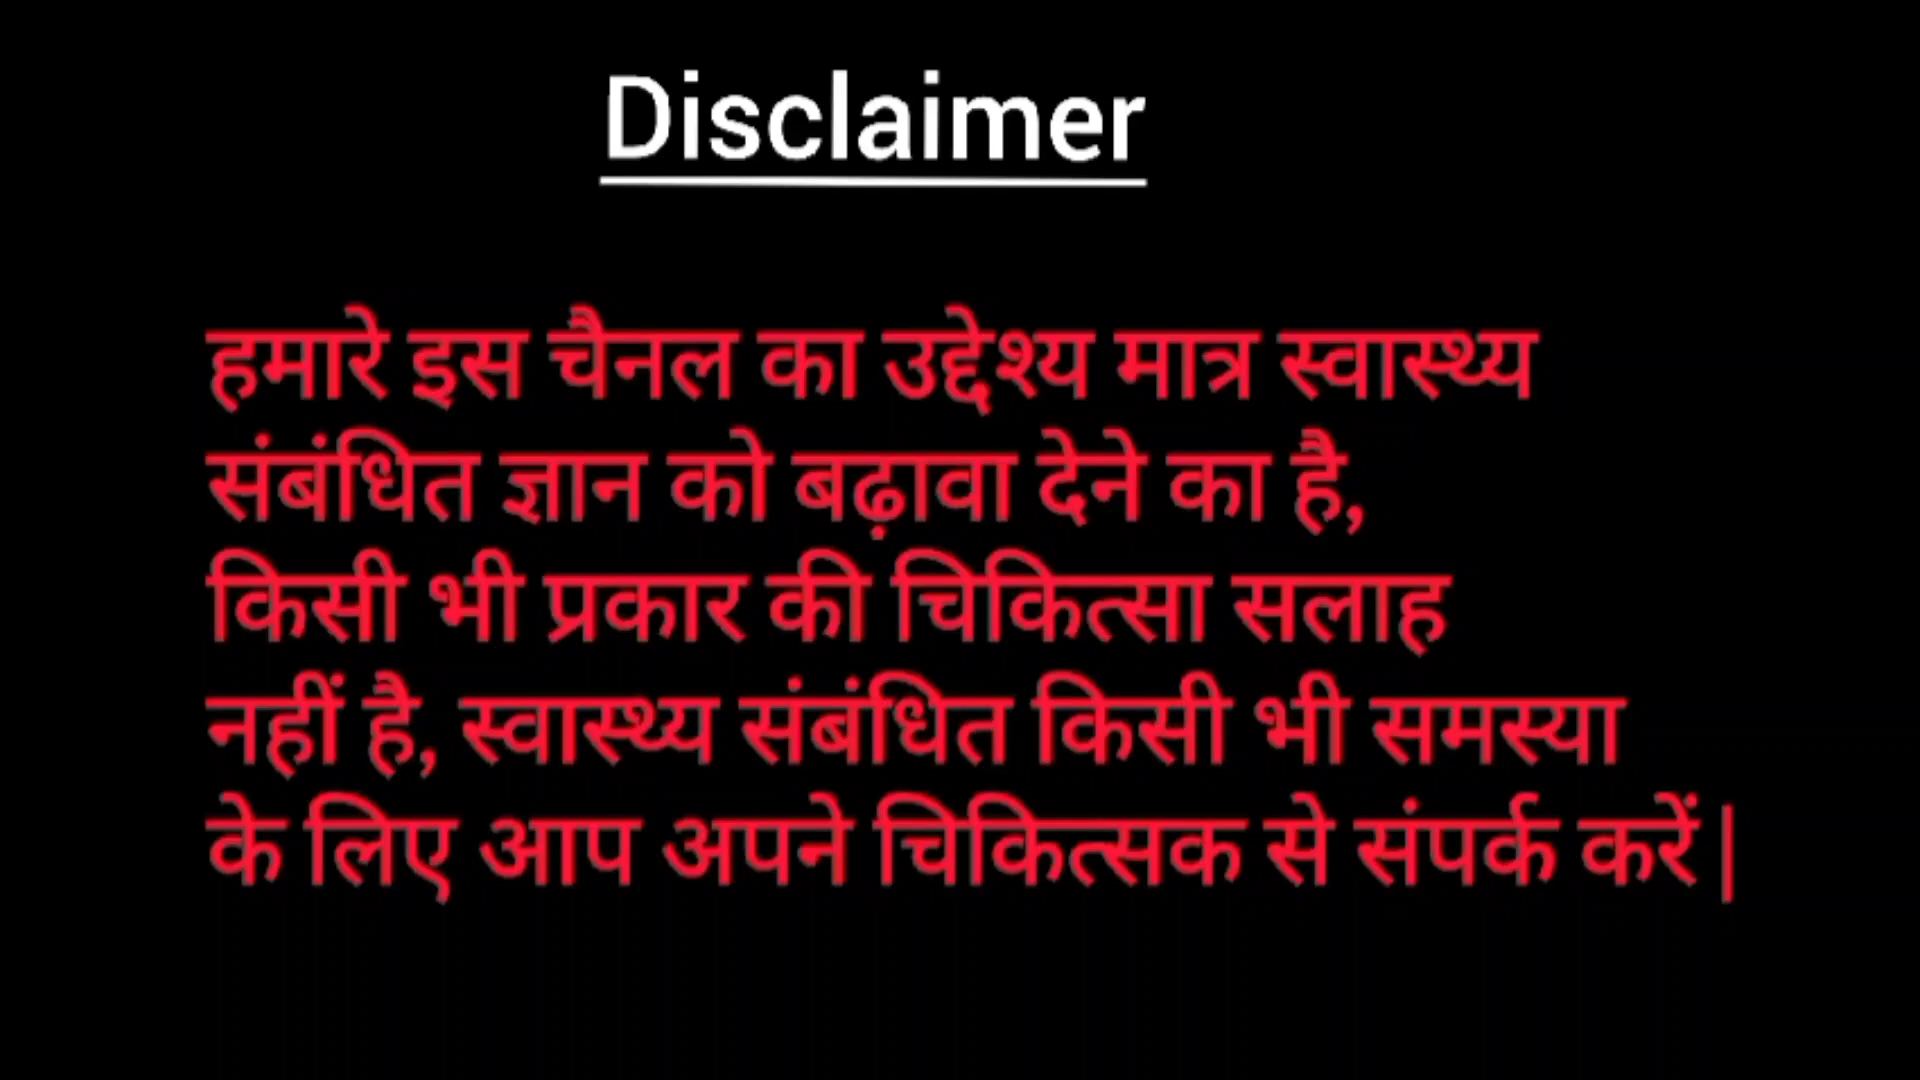 Disclaimer
हमारे इस चैनल का उद्देश्य मात्र स्वास्थ्य
संबंधित ज्ञान को बढ़ावा देने का है,
किसी भी प्रकार की चिकित्सा सलाह
नहीं है, स्वास्थ्य संबंधित किसी भी समस्या
के लिए आप अपने चिकित्सक से संपर्क करें|